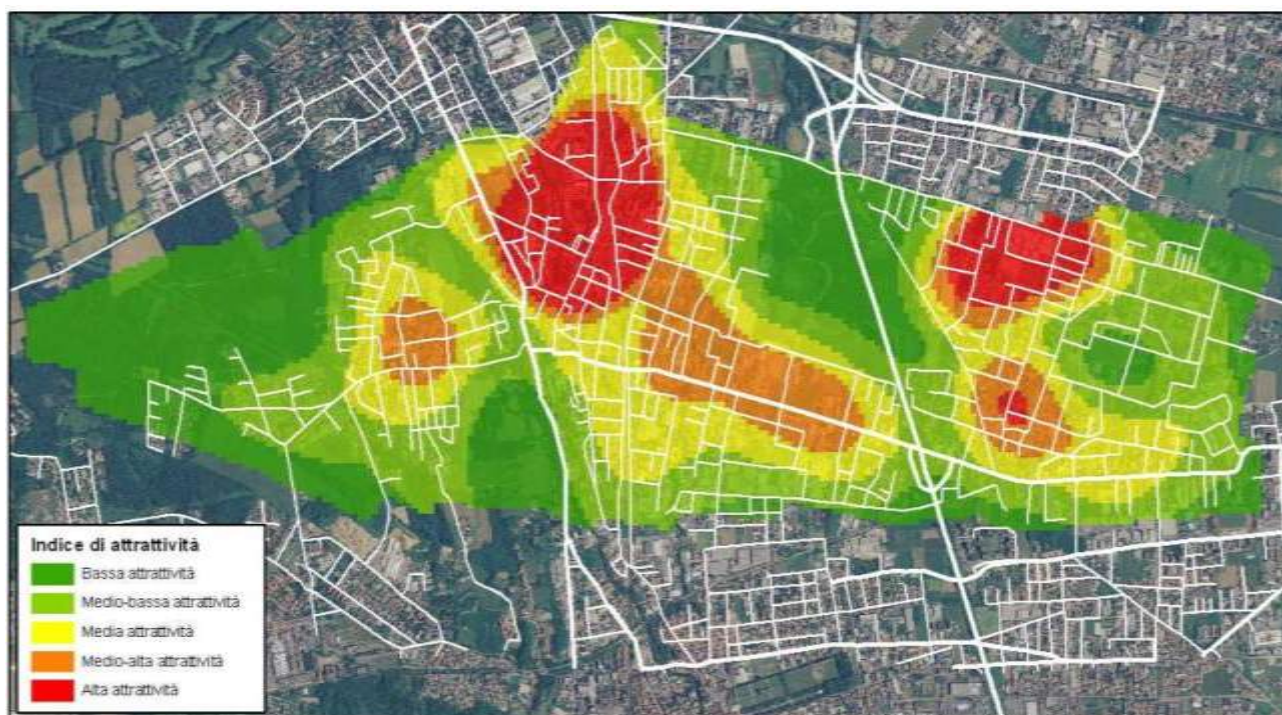 Indice di attrattività
Bassa attrattività
Medio-bassa attrattività
Media attrattività
Medio-alta attrattività
Alta attrattività